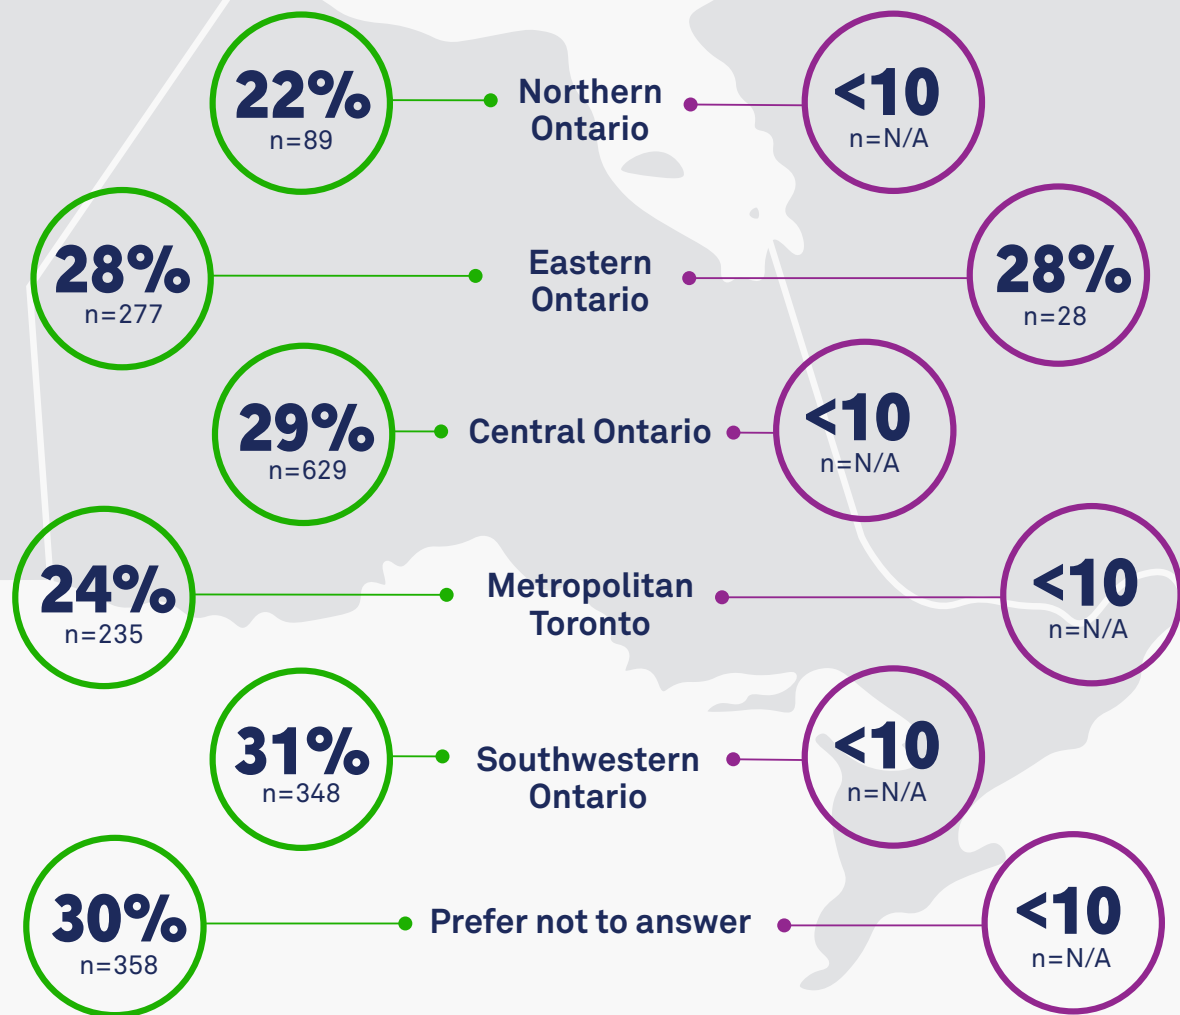 22%
n=89
Northern
Ontario
<10
n=N/A
28%
n=277
Eastern
Ontario
28%
n=28
29%
n=629
Central Ontario
<10
n=N/A
24%
n=235
Metropolitan
Toronto
<10
n=N/A
31%
n=348
Southwestern
Ontario
<10
n=N/A
30%
n=358
Prefer not to answer
<10
n=N/A